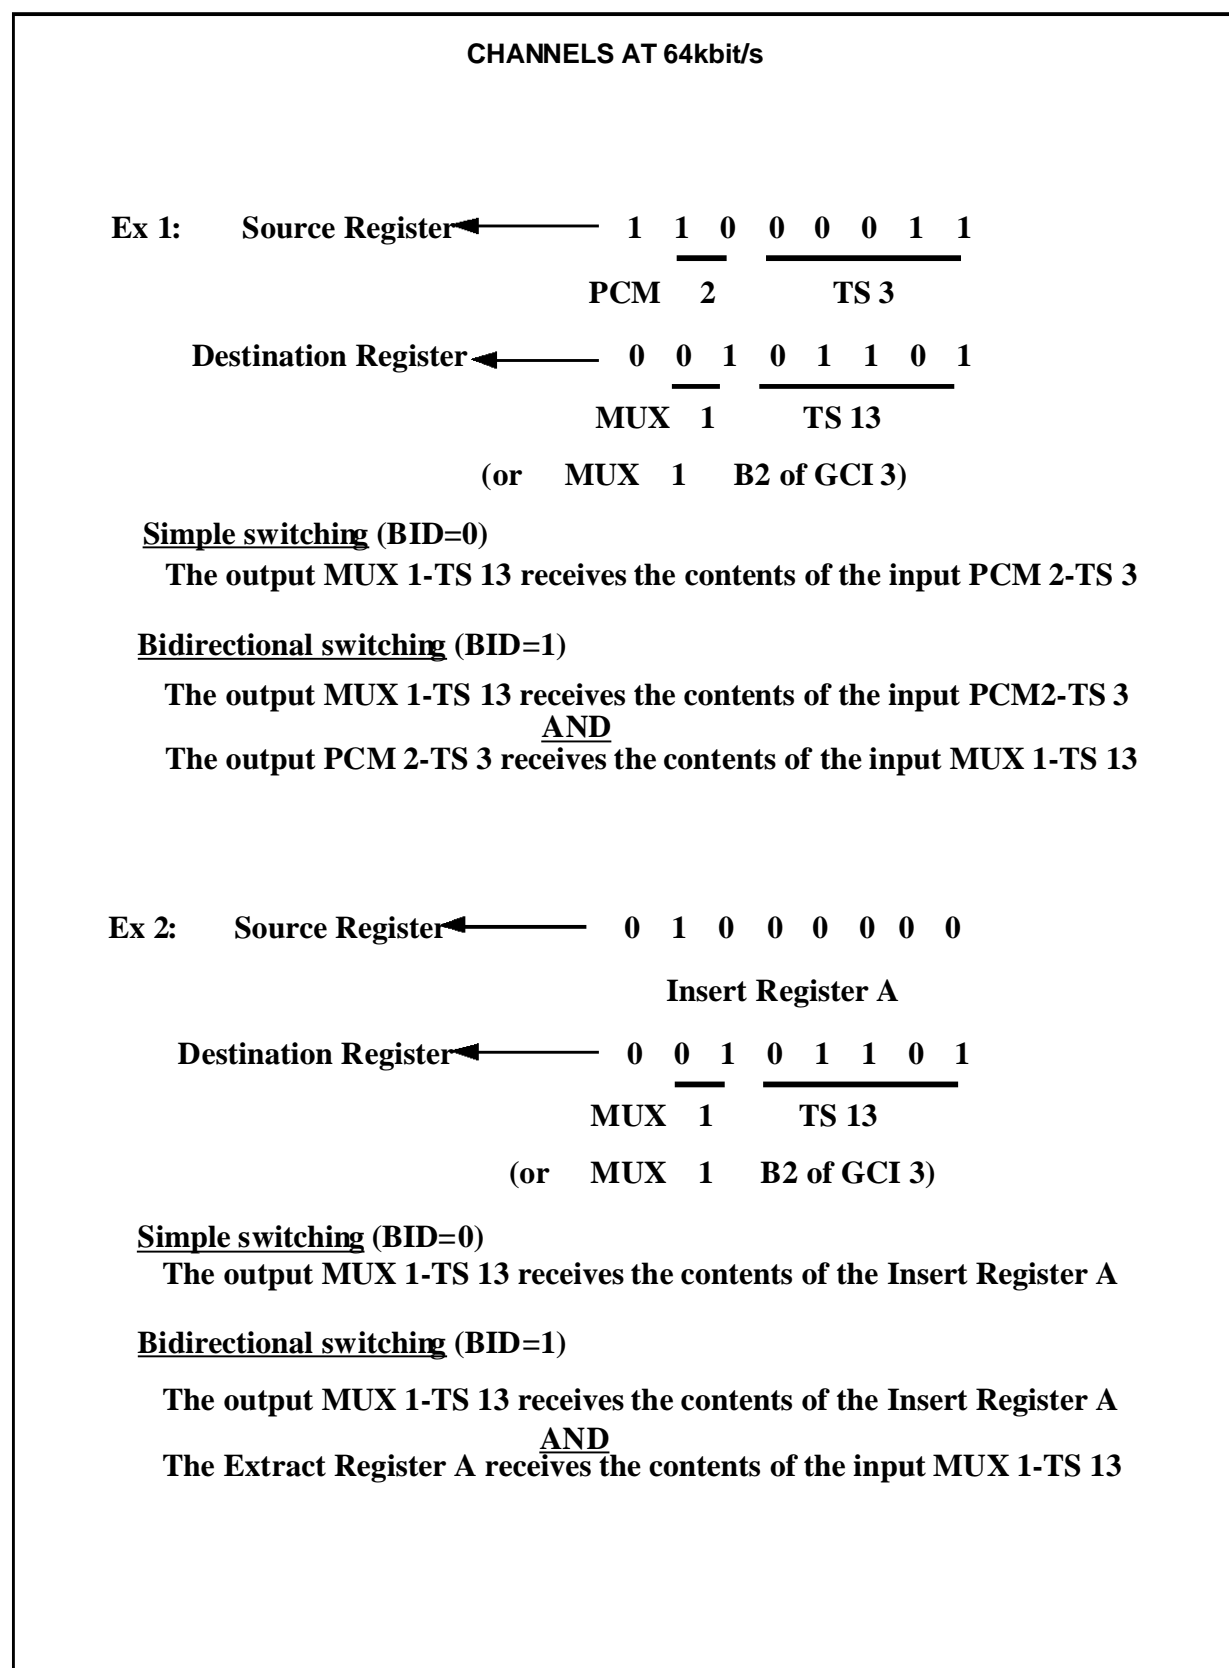 CHANNELS AT 64kbit/s
Ex 1: Source Register 1 1 0 0 0 0 1 1
PCM 2 TS 3
Destination Register 0 0 1 0 1 1 0 1
MUX 1 TS 13
(or MUX 1 B2 of GCI 3)
Simple switching (BID=0)
The output MUX 1-TS 13 receives the contents of the input PCM 2-TS 3
Bidirectional switching (BID=1)
The output MUX 1-TS 13 receives the contents of the input PCM2-TS 3
AND
The output PCM 2-TS 3 receives the contents of the input MUX 1-TS 13
Ex 2: Source Register 0 1 0 0 0 0 0 0
Insert Register A
Destination Register 0 0 1 0 1 1 0 1
MUX 1 TS 13
(or MUX 1 B2 of GCI 3)
Simple switching (BID=0)
The output MUX 1-TS 13 receives the contents of the Insert Register A
Bidirectional switching (BID=1)
The output MUX 1-TS 13 receives the contents of the Insert Register A
AND
The Extract Register A receives the contents of the input MUX 1-TS 13